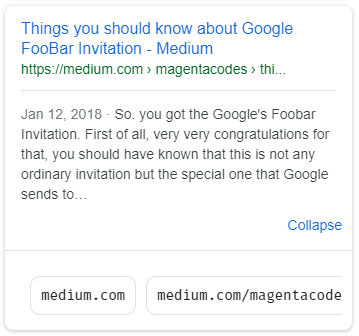 Things you should know about Google
FooBar Invitation - Medium
https://medium.com › magentacodes › thi...
Jan 12, 2018 · So. you got the Google's Foobar
Invitation. First of all, very very congratulations for
that, you should have known that this is not any
ordinary invitation but the special one that Google
sends to…
Collapse
medium.com
medium.com/magentacode